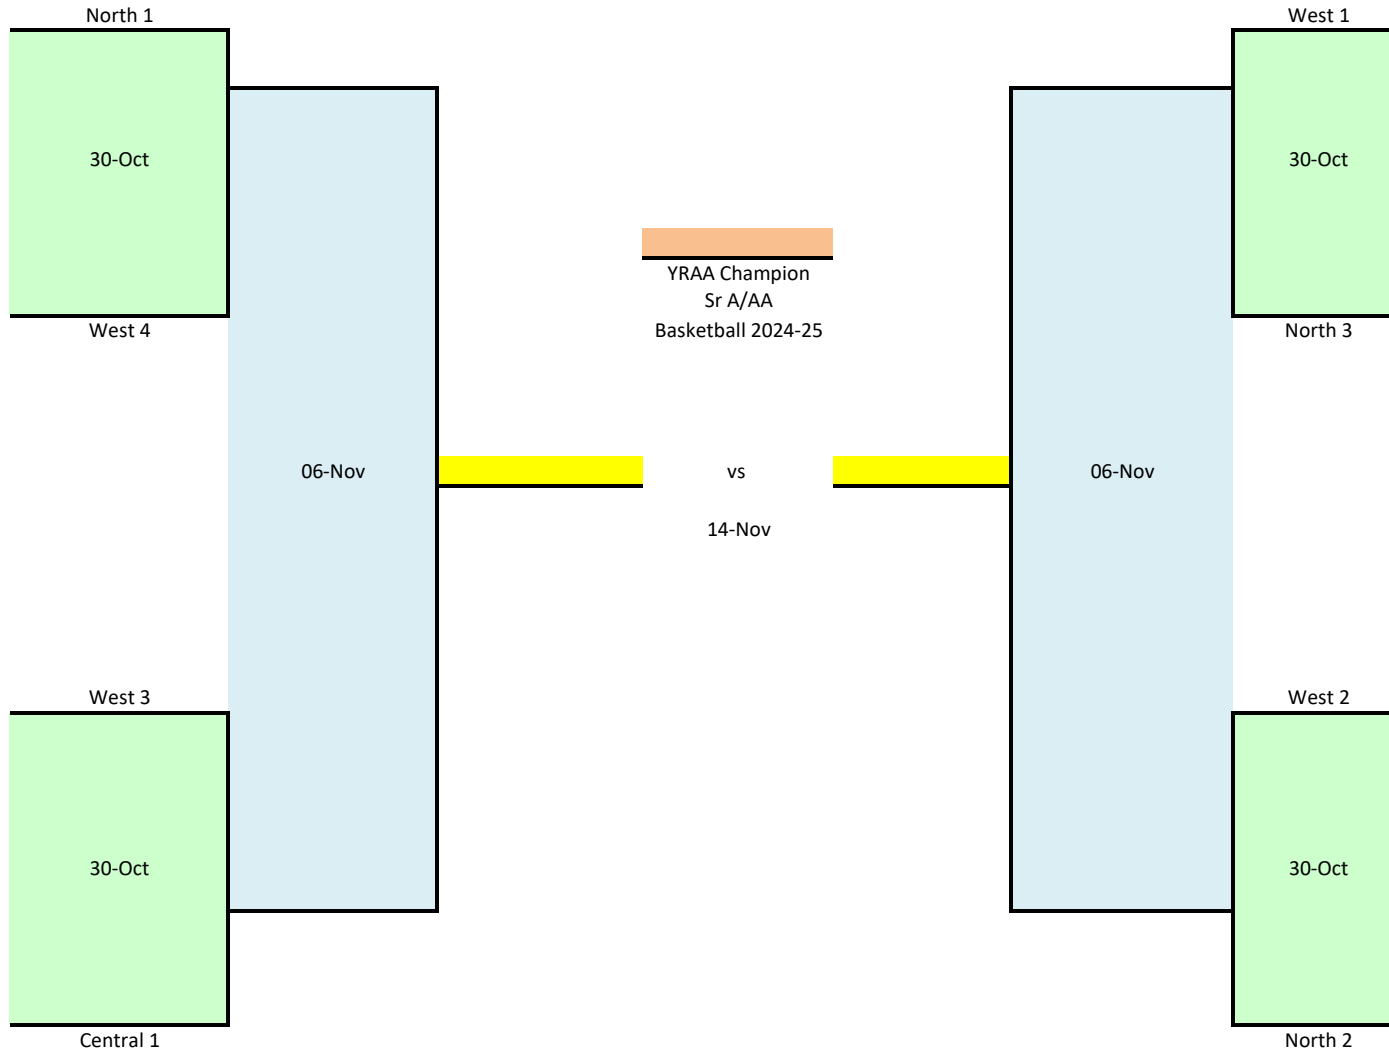 North 1
West 1
30-Oct
30-Oct
YRAA Champion
Sr A/AA
Basketball 2024-25
West 4
North 3
06-Nov
vs
06-Nov
14-Nov
West 3
West 2
30-Oct
30-Oct
Central 1
North 2